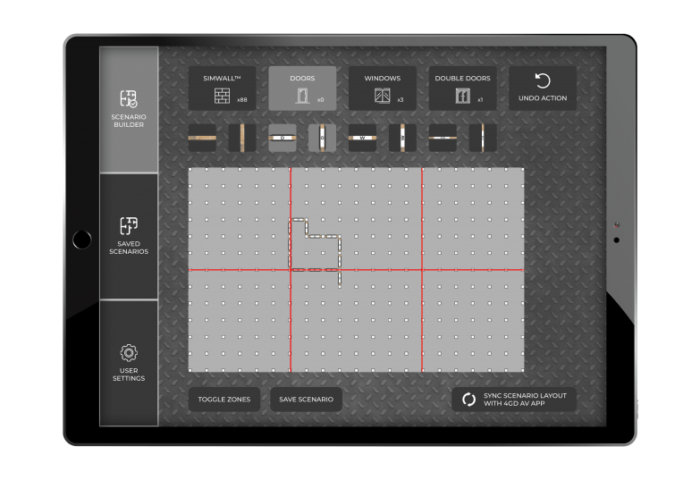 SCENARIO
BUILDER
SAVED
SCENARIOS
USER
SETTINGS
SIMWALL™
x88
DOORS
x0
WINDOWS
x3
DOUBLE DOORS
x1
UNDO ACTION
TOGGLE ZONES
SAVE SCENARIO
SYNC SCENARIO LAYOUT
WITH 4GD AV APP